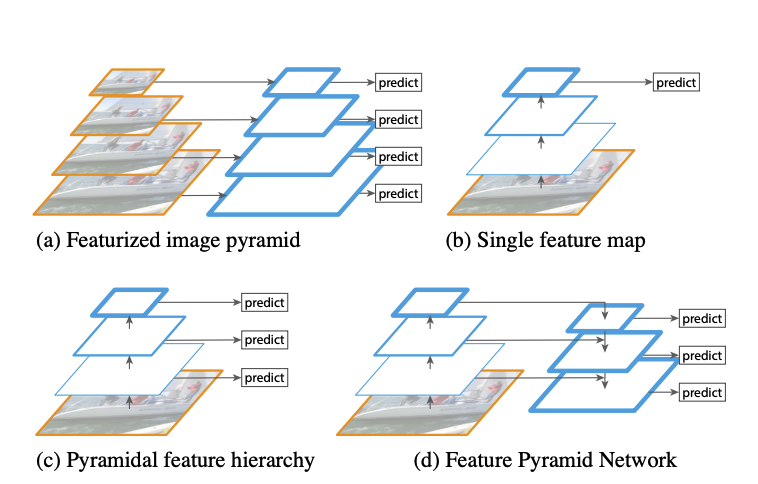 predict
predict
predict
predict
(a) Featurized image pyramid
predict
(b) Single feature map
predict
predict
predict
(c) Pyramidal feature hierarchy
predict
predict
predict
(d) Feature Pyramid Network